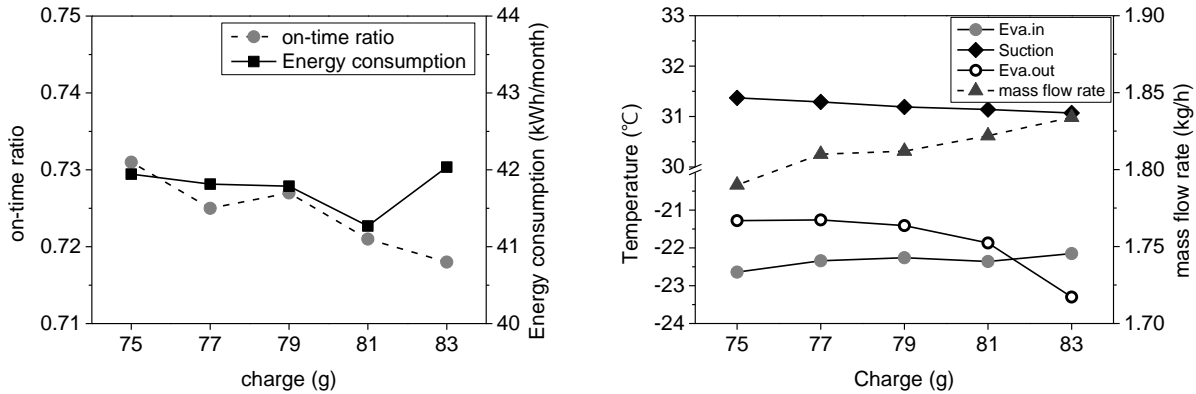 on-time ratio
Energy consumption
0.75
0.74
0.73
0.72
0.71
on-time ratio
44
43
42
41
40
Energy consumption (kWh/month)
75 77 79 81 83
charge (g)
Eva.in
Suction
Eva.out
mass flow rate
33
32
31
30
-21
-22
-23
-24
Temperature (℃)
1.90
1.85
1.80
1.75
1.70
mass flow rate (kg/h)
75 77 79 81 83
Charge (g)